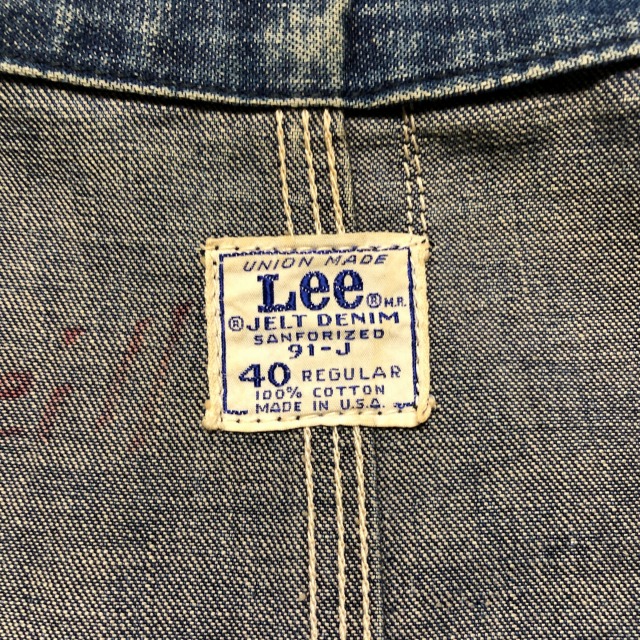 UNION MADE
Lee® M.R.
® JELT DENIM
SANFORIZED
91-J
40 REGULAR
100% COTTON
MADE IN U.S.A.